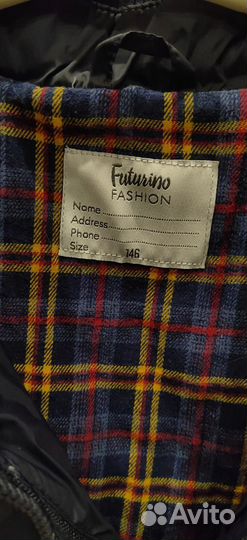 Futurino
FASHION
Name
Address
Phone
Size 146
Avito